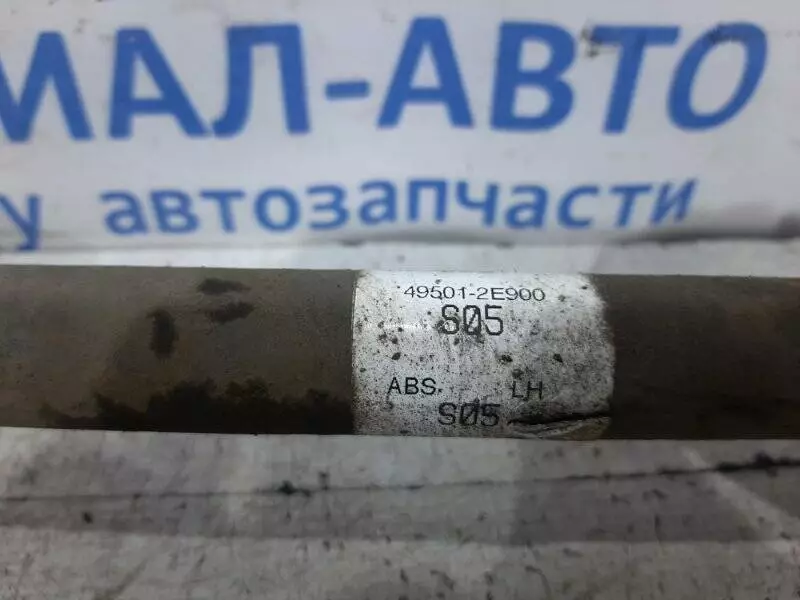 МАЛ-АВТО
у автозапчасти
49501-2E900
S05
ABS LH
S05